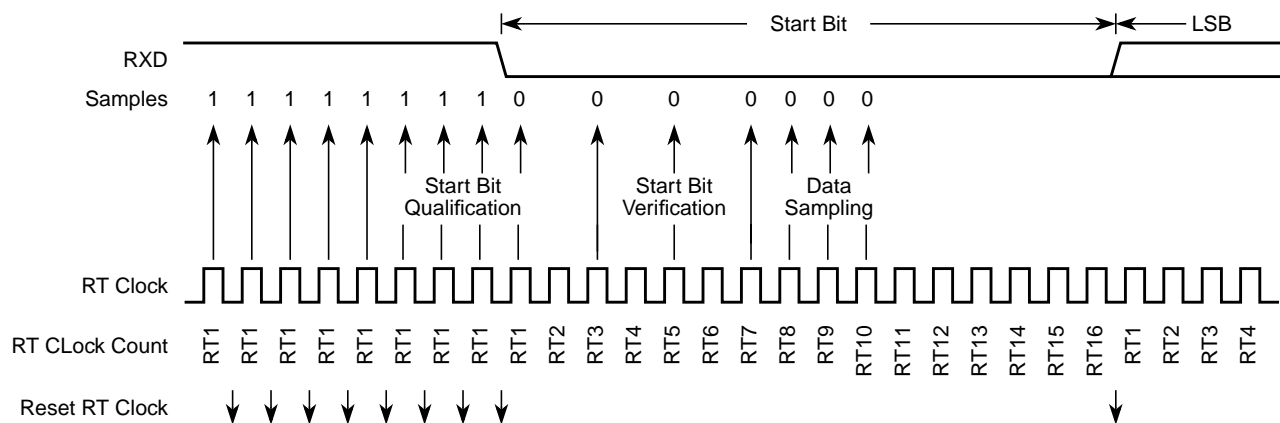 Start Bit LSB
RXD
Samples 1 1 1 1 1 1 1 1 0 0 0 0 0 0 0
Start Bit Qualification
Start Bit Verification
Data Sampling
RT Clock
RT CLock Count RT1 RT1 RT1 RT1 RT1 RT1 RT1 RT1 RT1 RT2 RT3 RT4 RT5 RT6 RT7 RT8 RT9 RT10 RT11 RT12 RT13 RT14 RT15 RT16 RT1 RT2 RT3 RT4
Reset RT Clock